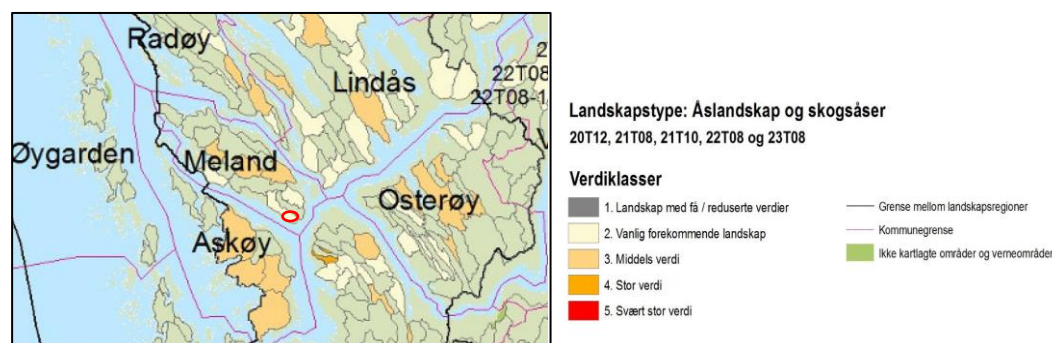 Radøy
Lindås
2
22T08
22T08-1
Øygarden
Meland
Osterøy
Askøy
Landskapstype: Åslandskap og skogsåser
20T12, 21T08, 21T10, 22T08 og 23T08
Verdiklasser
1. Landskap med få / reduserte verdier
2. Vanlig forekommende landskap
3. Middels verdi
4. Stor verdi
5. Svært stor verdi
Grense mellom landskapsregioner
Kommunegrense
Ikke kartlagte områder og verneområder